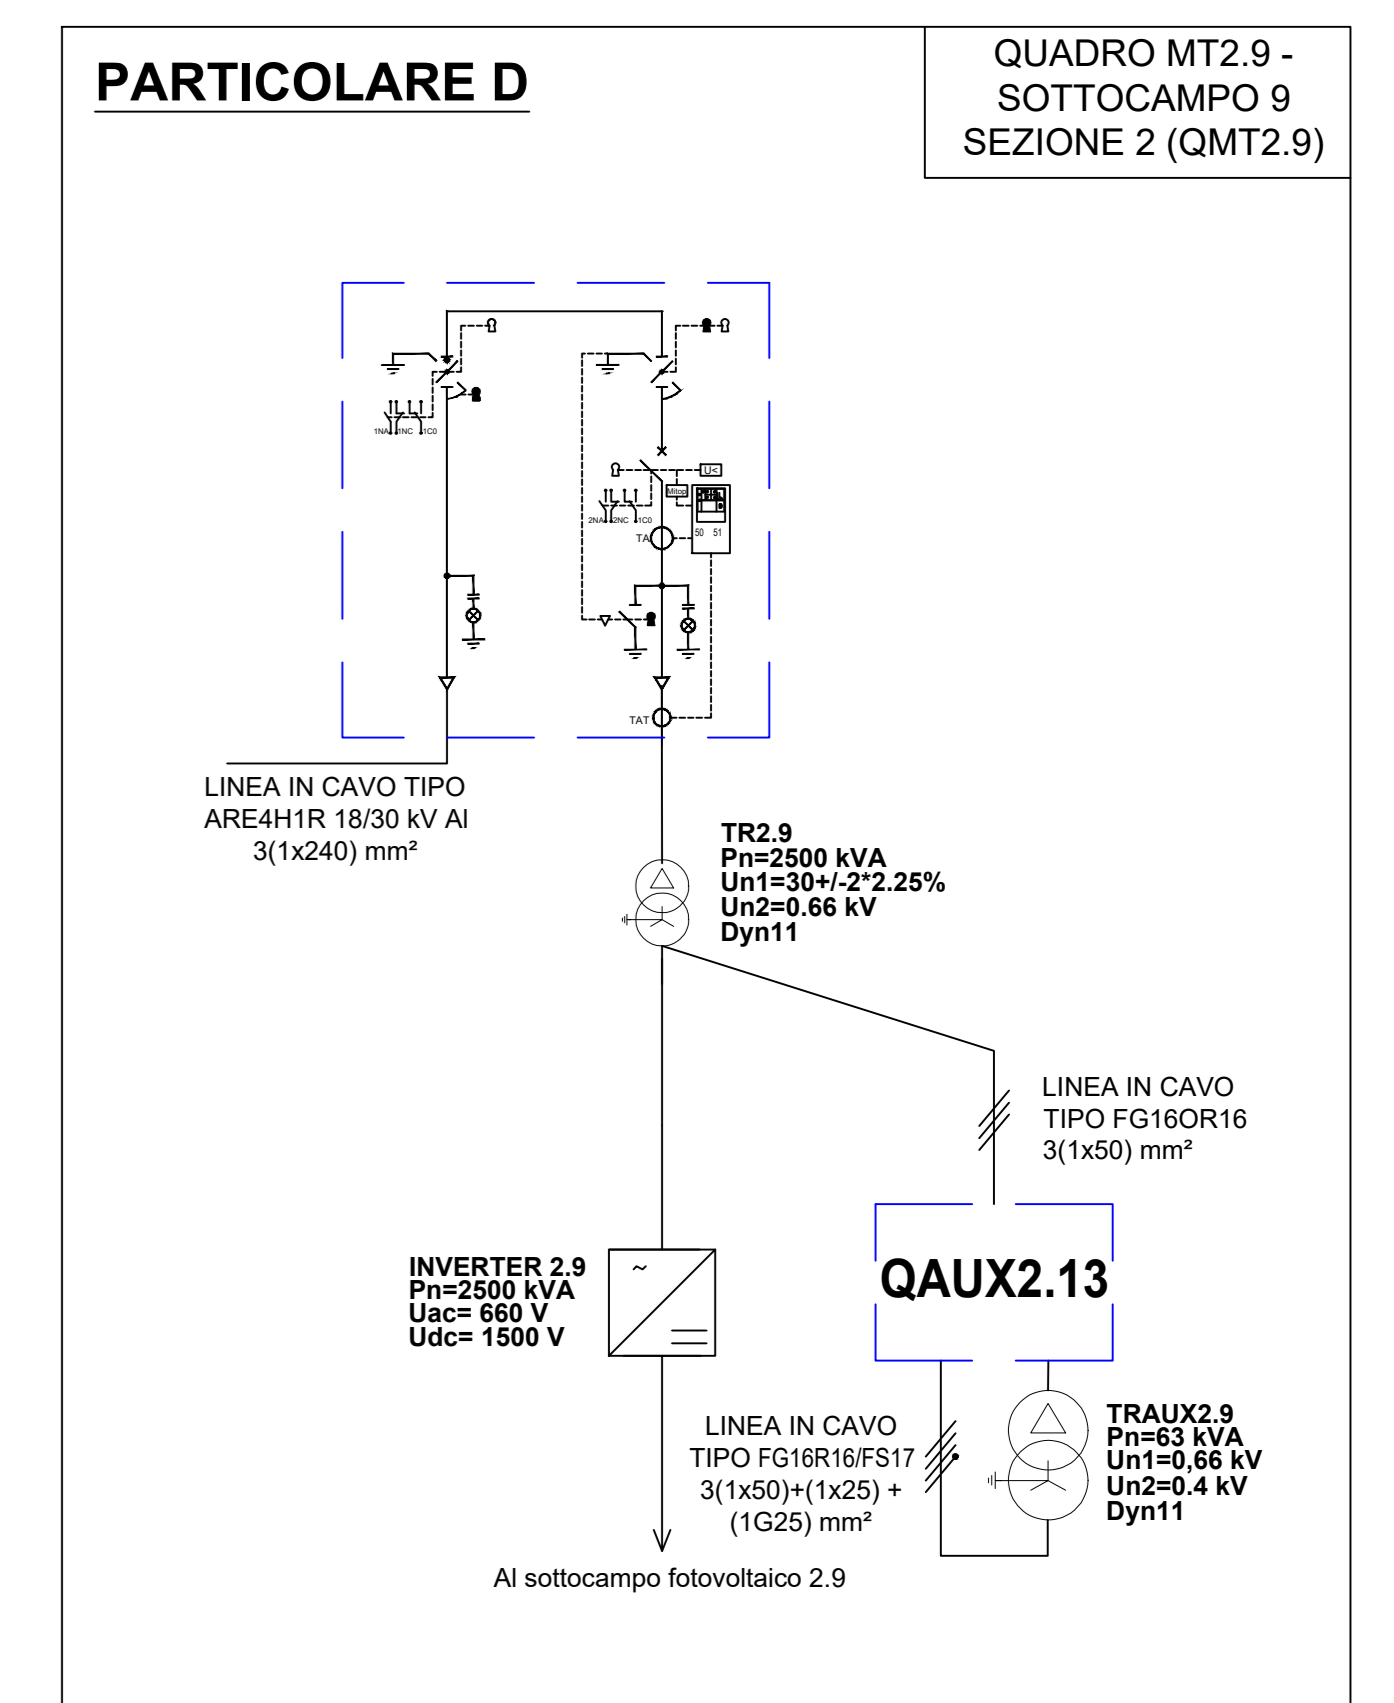 PARTICOLARE D
QUADRO MT2.9 -
SOTTOCAMPO 9
SEZIONE 2 (QMT2.9)
1NA 1NC 1C0
U<
Mitop
2NA 2NC 1C0
50 51
TA
TAT
LINEA IN CAVO TIPO
ARE4H1R 18/30 kV Al
3(1x240) mm²
TR2.9
Pn=2500 kVA
Un1=30+/-2*2.25%
Un2=0.66 kV
Dyn11
LINEA IN CAVO
TIPO FG16OR16
3(1x50) mm²
QAUX2.13
INVERTER 2.9
Pn=2500 kVA
Uac= 660 V
Udc= 1500 V
~
LINEA IN CAVO
TIPO FG16R16/FS17
3(1x50)+(1x25) +
(1G25) mm²
TRAUX2.9
Pn=63 kVA
Un1=0,66 kV
Un2=0.4 kV
Dyn11
Al sottocampo fotovoltaico 2.9